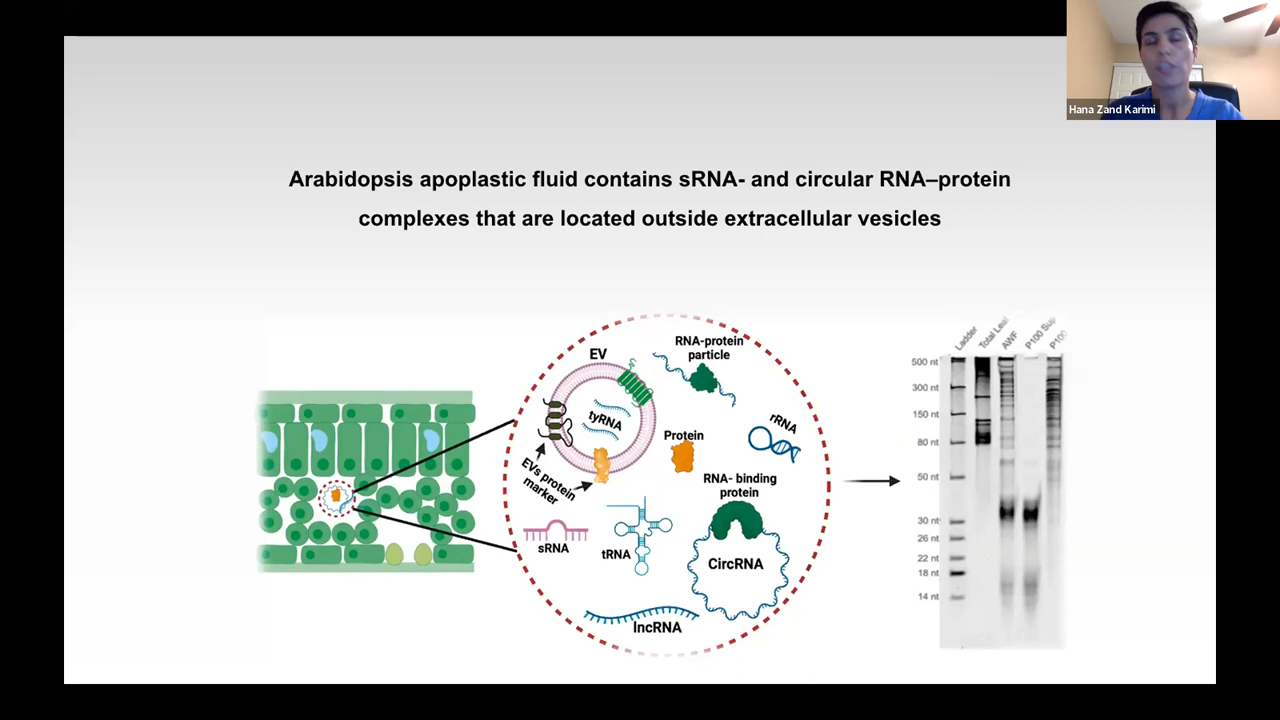 Hana Zand Karimi
Arabidopsis apoplastic fluid contains sRNA- and circular RNA–protein
complexes that are located outside extracellular vesicles
EV
tyRNA
EVs protein
marker
RNA-protein
particle
rRNA
Protein
RNA- binding
protein
sRNA
tRNA
CircRNA
lncRNA
Ladder
Total Leaf
AWF
P100 Sup
P100
500 nt
300 nt
150 nt
80 nt
50 nt
30 nt
26 nt
22 nt
18 nt
14 nt